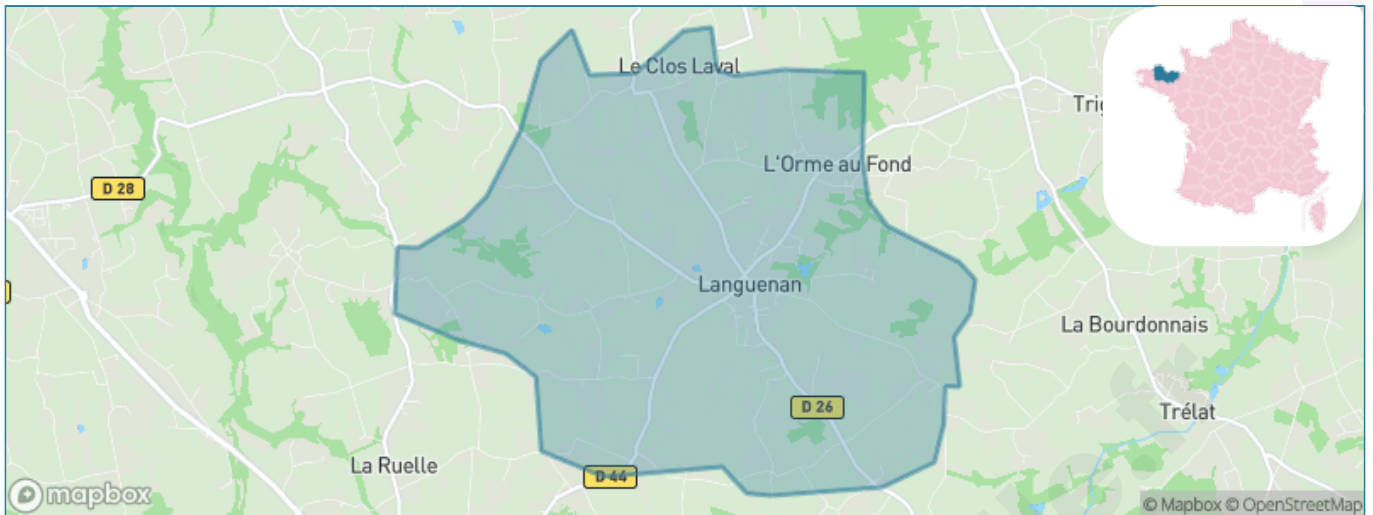 Le Clos Laval
Trig
L'Orme au Fond
D 28
Languenan
La Bourdonnais
D 26
Trélat
La Ruelle
D 44
mapbox
© Mapbox © OpenStreetMap